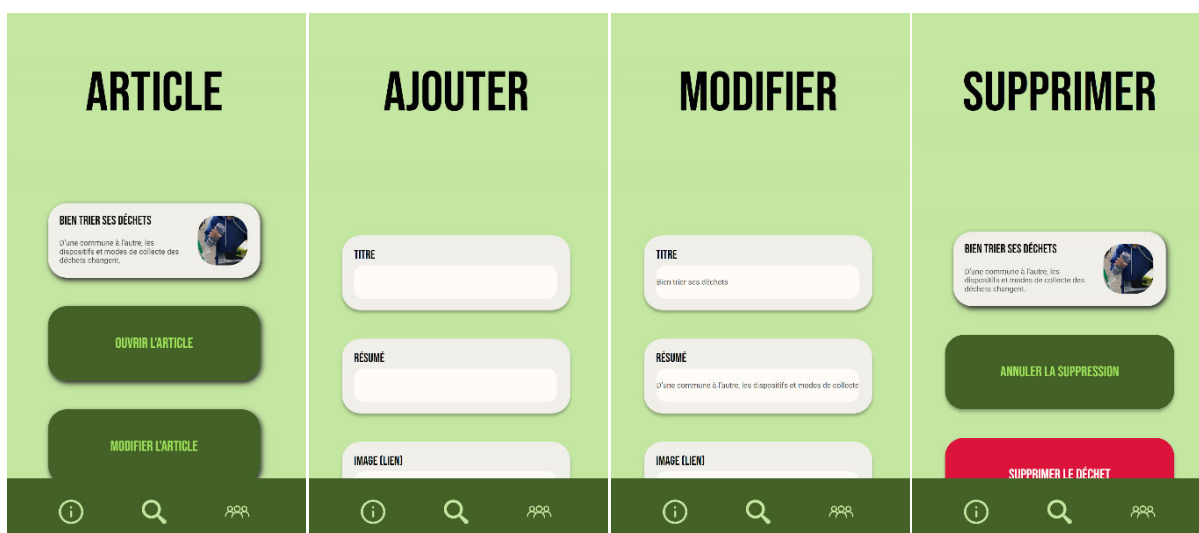 ARTICLE
BIEN TRIER SES DÉCHETS
D'une commune à l'autre, les
dispositifs et modes de collecte des
déchets changent.
OUVRIR L'ARTICLE
MODIFIER L'ARTICLE
AJOUTER
TITRE
RÉSUMÉ
IMAGE (LIEN)
MODIFIER
TITRE
Bien trier ses déchets
RÉSUMÉ
D'une commune à l'autre, les dispositifs et modes de collecte
IMAGE (LIEN)
SUPPRIMER
BIEN TRIER SES DÉCHETS
D'une commune à l'autre, les
dispositifs et modes de collecte des
déchets changent.
ANNULER LA SUPPRESSION
SUPPRIMER LE DÉCHET